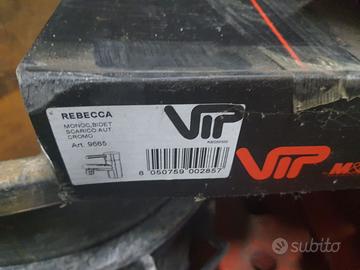 REBECCA
MONOC.BIDET
SCARICO AUT
CROMO
Art. 9665
VIP
8 050759 002857
VIP
subito